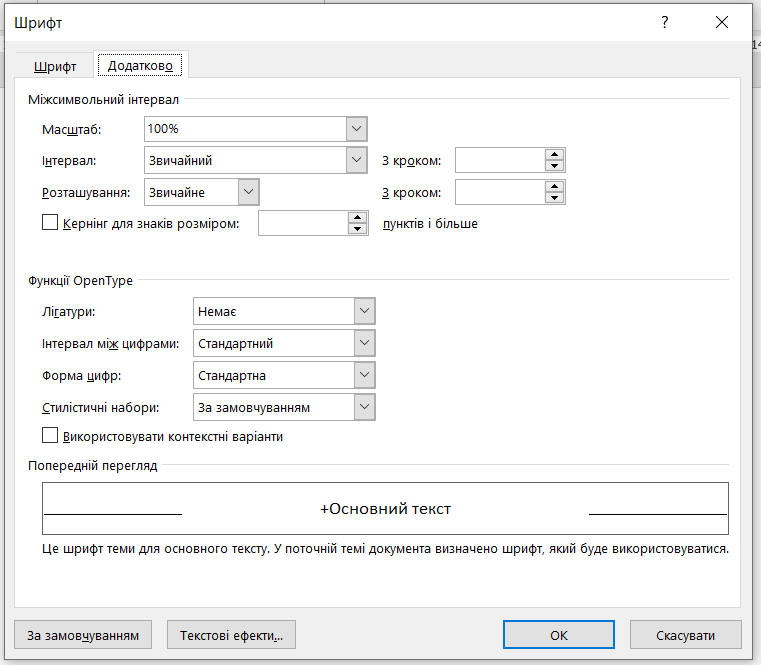 Шрифт ?
Шрифт Додатково
Міжсимвольний інтервал
Масштаб: 100%
Інтервал: Звичайний З кроком:
Розташування: Звичайне З кроком:
Кернінг для знаків розміром: пунктів і більше
Функції OpenType
Лігатури: Немає
Інтервал між цифрами: Стандартний
Форма цифр: Стандартна
Стилістичні набори: За замовчуванням
Використовувати контекстні варіанти
Попередній перегляд
+Основний текст
Це шрифт теми для основного тексту. У поточній темі документа визначено шрифт, який буде використовуватися.
За замовчуванням Текстові ефекти... ОК Скасувати